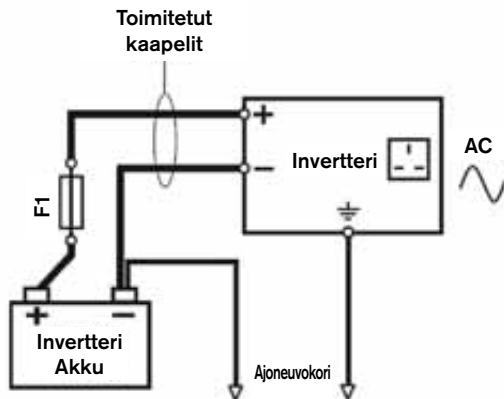 Toimitetut
kaapelit
+
−
Invertteri
AC
F1
+ −
Invertteri
Akku
Ajoneuvokori